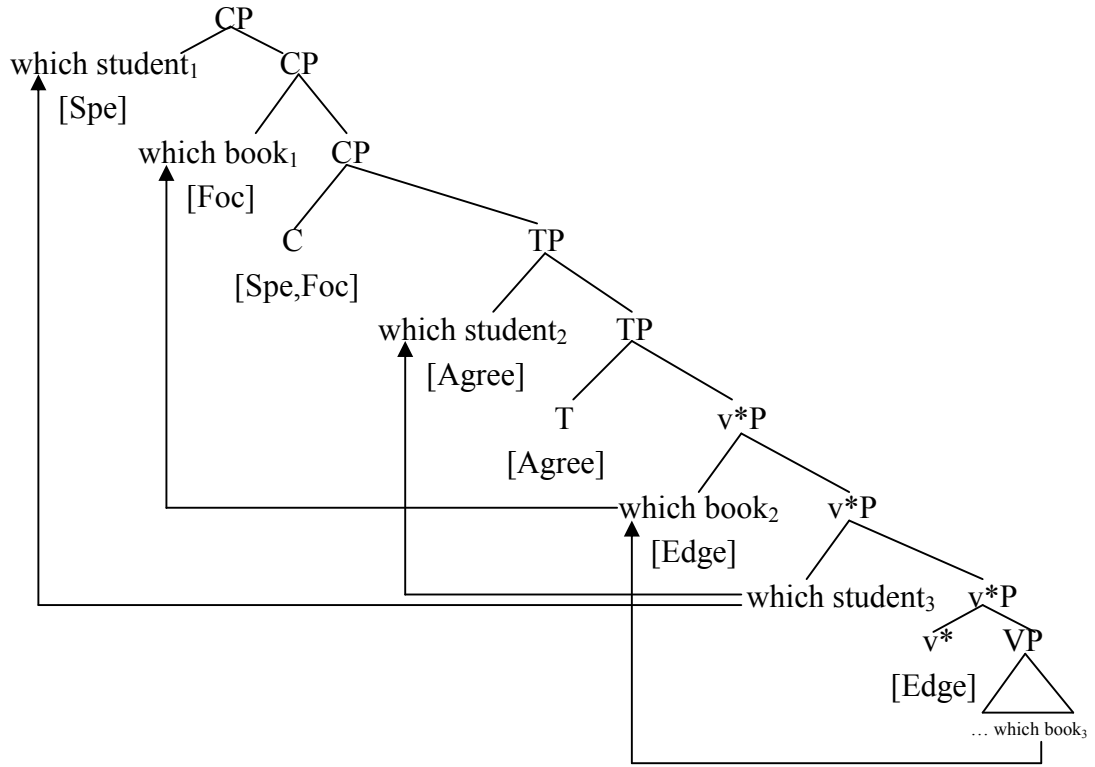 CP
which student₁ CP
[Spe]
which book₁ CP
[Foc]
C TP
[Spe,Foc]
which student₂ TP
[Agree]
T v*P
[Agree]
which book₂ v*P
[Edge]
which student₃ v*P
v* VP
[Edge]
… which book₃